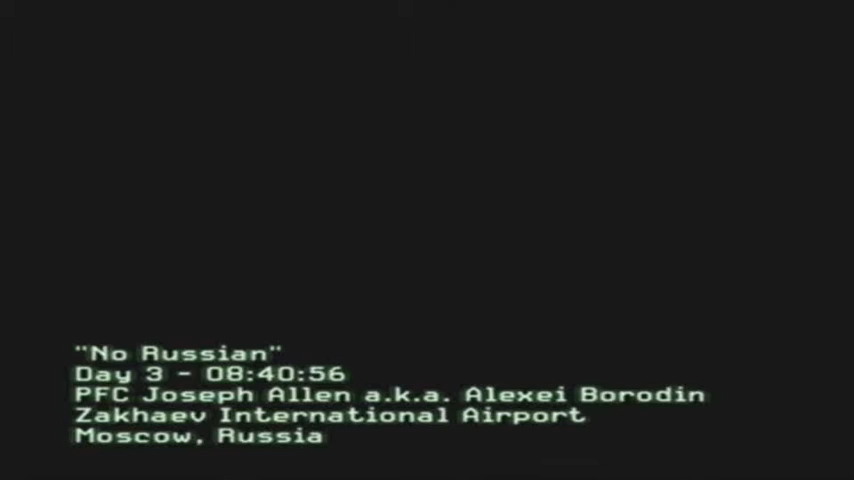 "No Russian"
Day 3 - 08:40:56
PFC Joseph Allen a.k.a. Alexei Borodin
Zakhaev International Airport
Moscow, Russia